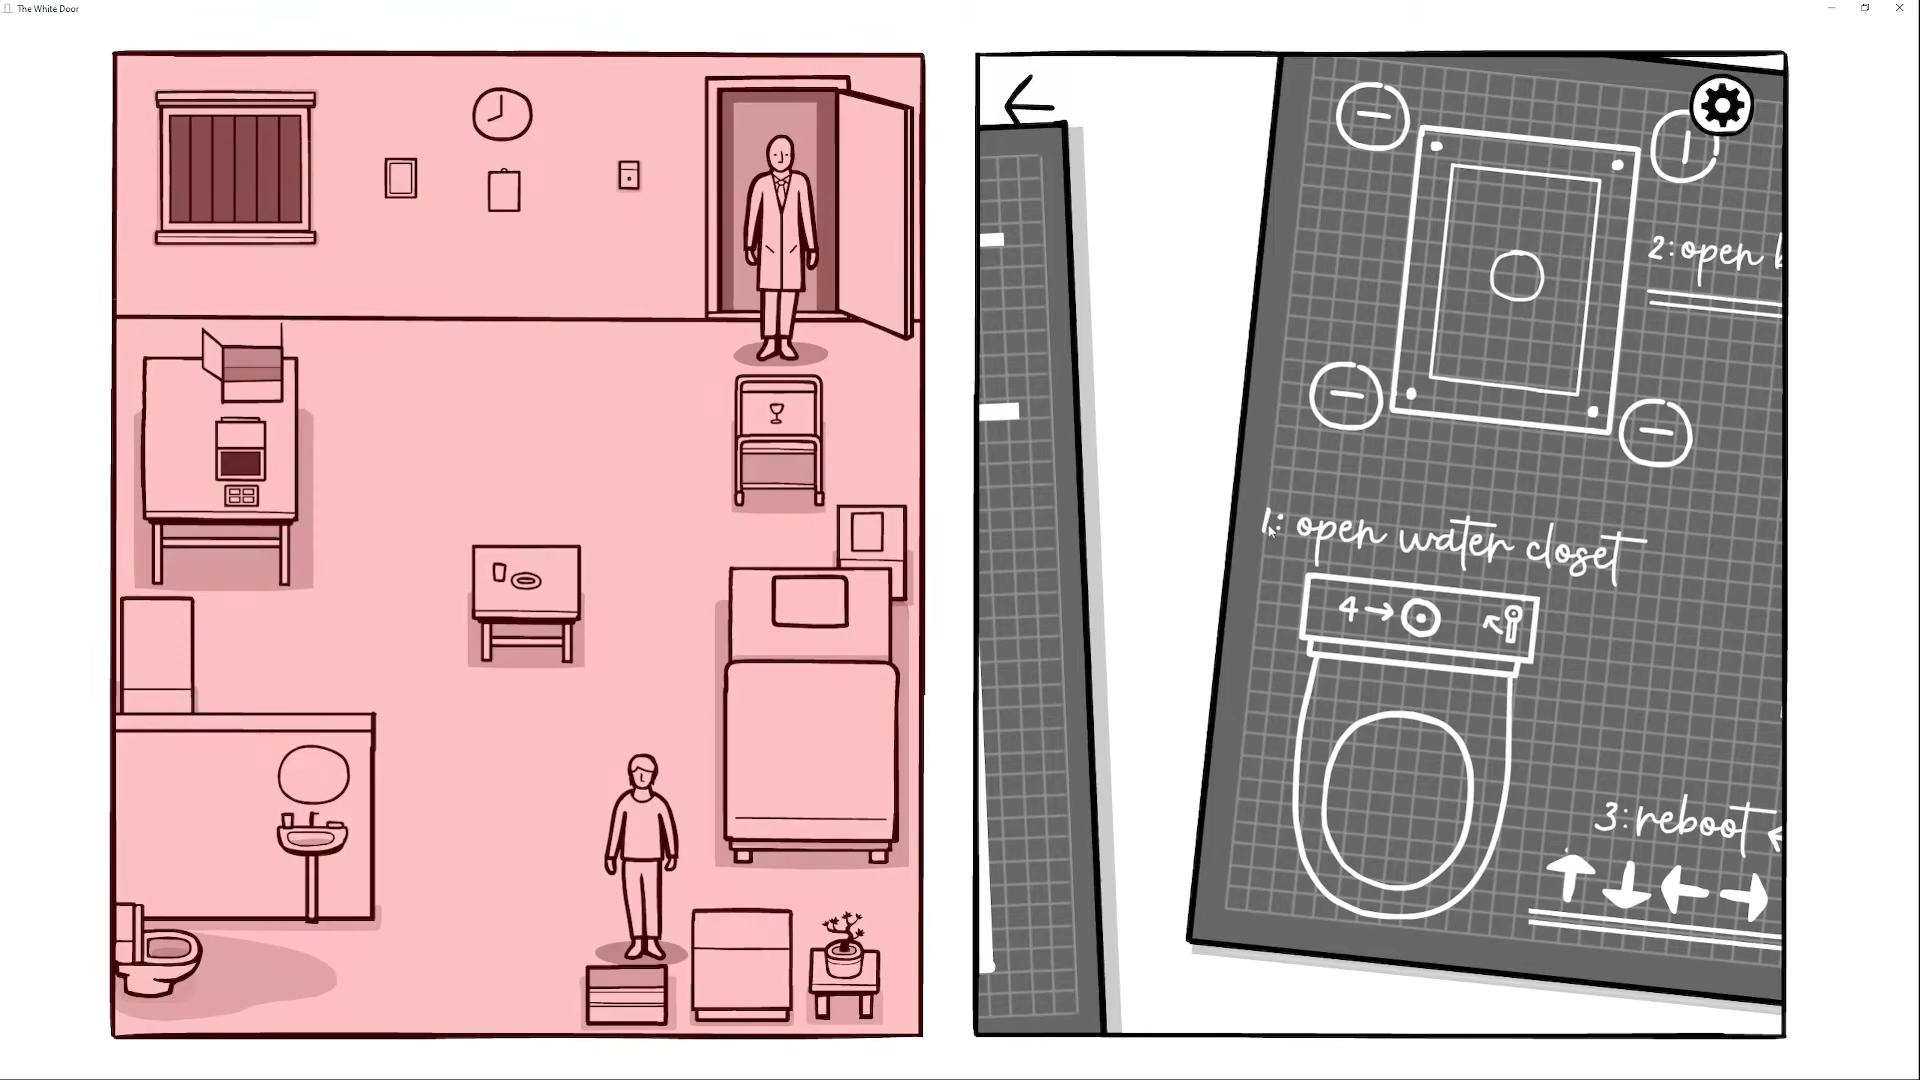 The White Door
2: open
1: open water closet
4→
3: reboot ←
↑ ↓ ← →